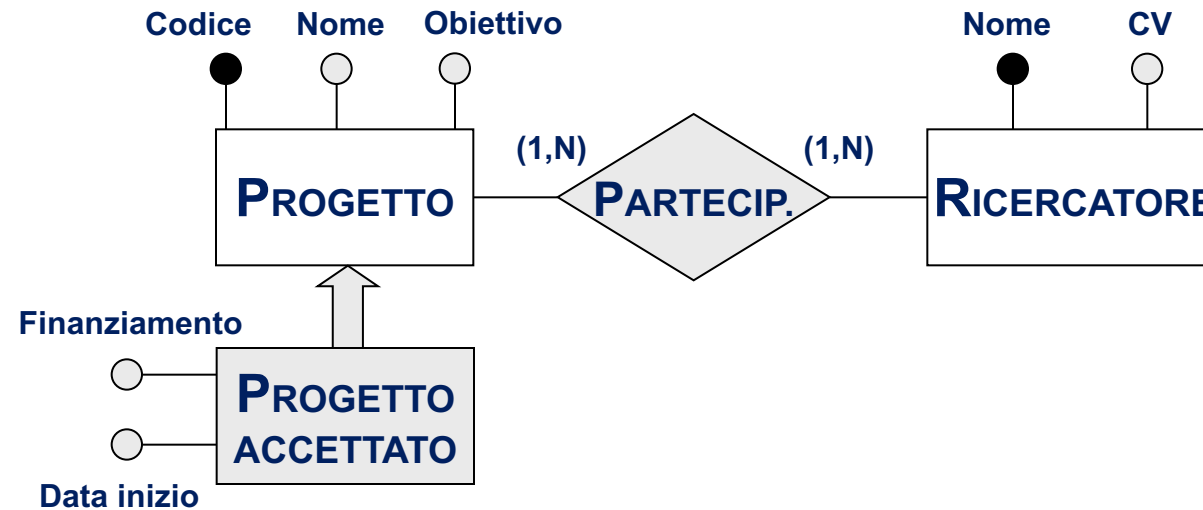 Codice Nome Obiettivo Nome CV
(1,N) (1,N)
PROGETTO PARTECIP. RICERCATORE
Finanziamento
PROGETTO
ACCETTATO
Data inizio